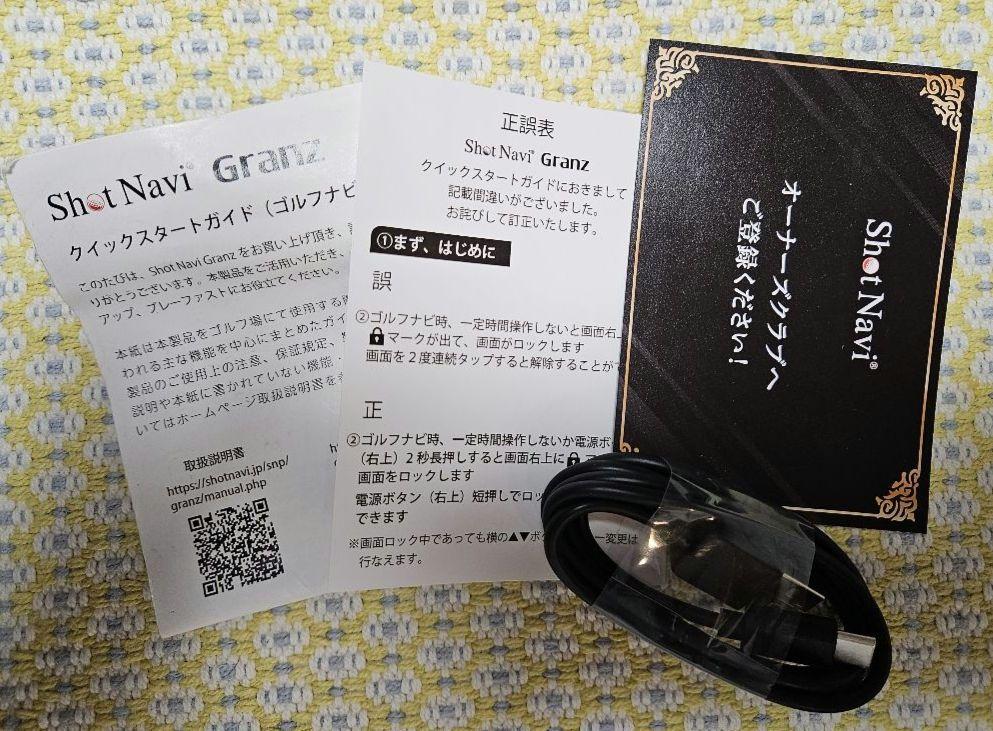 Shot Navi® Granz
クイックスタートガイド（ゴルフナビ
このたびは、Shot Navi Granz をお買い上げ頂き、
りがとうございます。本製品をご活用いただき、
アップ、プレーファストにお役立てください。
本紙は本製品をゴルフ場にて使用する
われる主な機能を中心にまとめたガイ
製品のご使用上の注意、保証規定、
説明や本紙に書かれていない機能・
いてはホームページ取扱説明書を
取扱説明書
https://shotnavi.jp/snp/
granz/manual.php
正誤表
Shot Navi® Granz
クイックスタートガイドにおきまして
記載間違いがございました。
お詫びして訂正いたします。
①まず、はじめに
誤
②ゴルフナビ時、一定時間操作しないと画面右
マークが出て、画面がロックします
画面を２度連続タップすると解除することが
正
②ゴルフナビ時、一定時間操作しないか電源ボ
（右上）２秒長押しすると画面右上に
画面をロックします
電源ボタン（右上）短押しでロッ
できます
※画面ロック中であっても横の▲▼ボ
ー変更は
行なえます。
Shot Navi®
オーナーズクラブへ
ご登録ください!